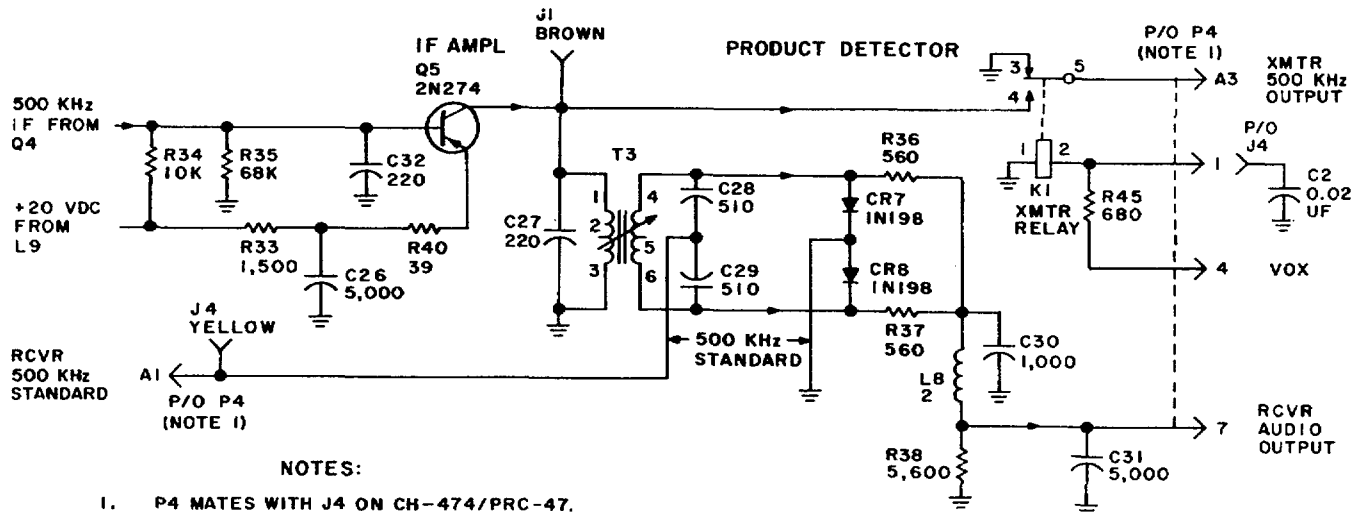 J1
BROWN
IF AMPL
Q5
2N274
PRODUCT DETECTOR
P/O P4
(NOTE 1)
3
5
4
A3
XMTR
500 KHz
OUTPUT
500 KHz
IF FROM
Q4
R34
10K
R35
68K
C32
220
+20 VDC
FROM
L9
R33
1,500
C26
5,000
R40
39
C27
220
T3
1
2
3
4
5
6
C28
510
C29
510
R36
560
CR7
1N198
CR8
1N198
R37
560
1
2
K1
XMTR
RELAY
R45
680
1
P/O
J4
C2
0.02
UF
4
VOX
J4
YELLOW
RCVR
500 KHz
STANDARD
A1
P/O P4
(NOTE 1)
500 KHz
STANDARD
C30
1,000
L8
2
R38
5,600
C31
5,000
7
RCVR
AUDIO
OUTPUT
NOTES:
1. P4 MATES WITH J4 ON CH-474/PRC-47.